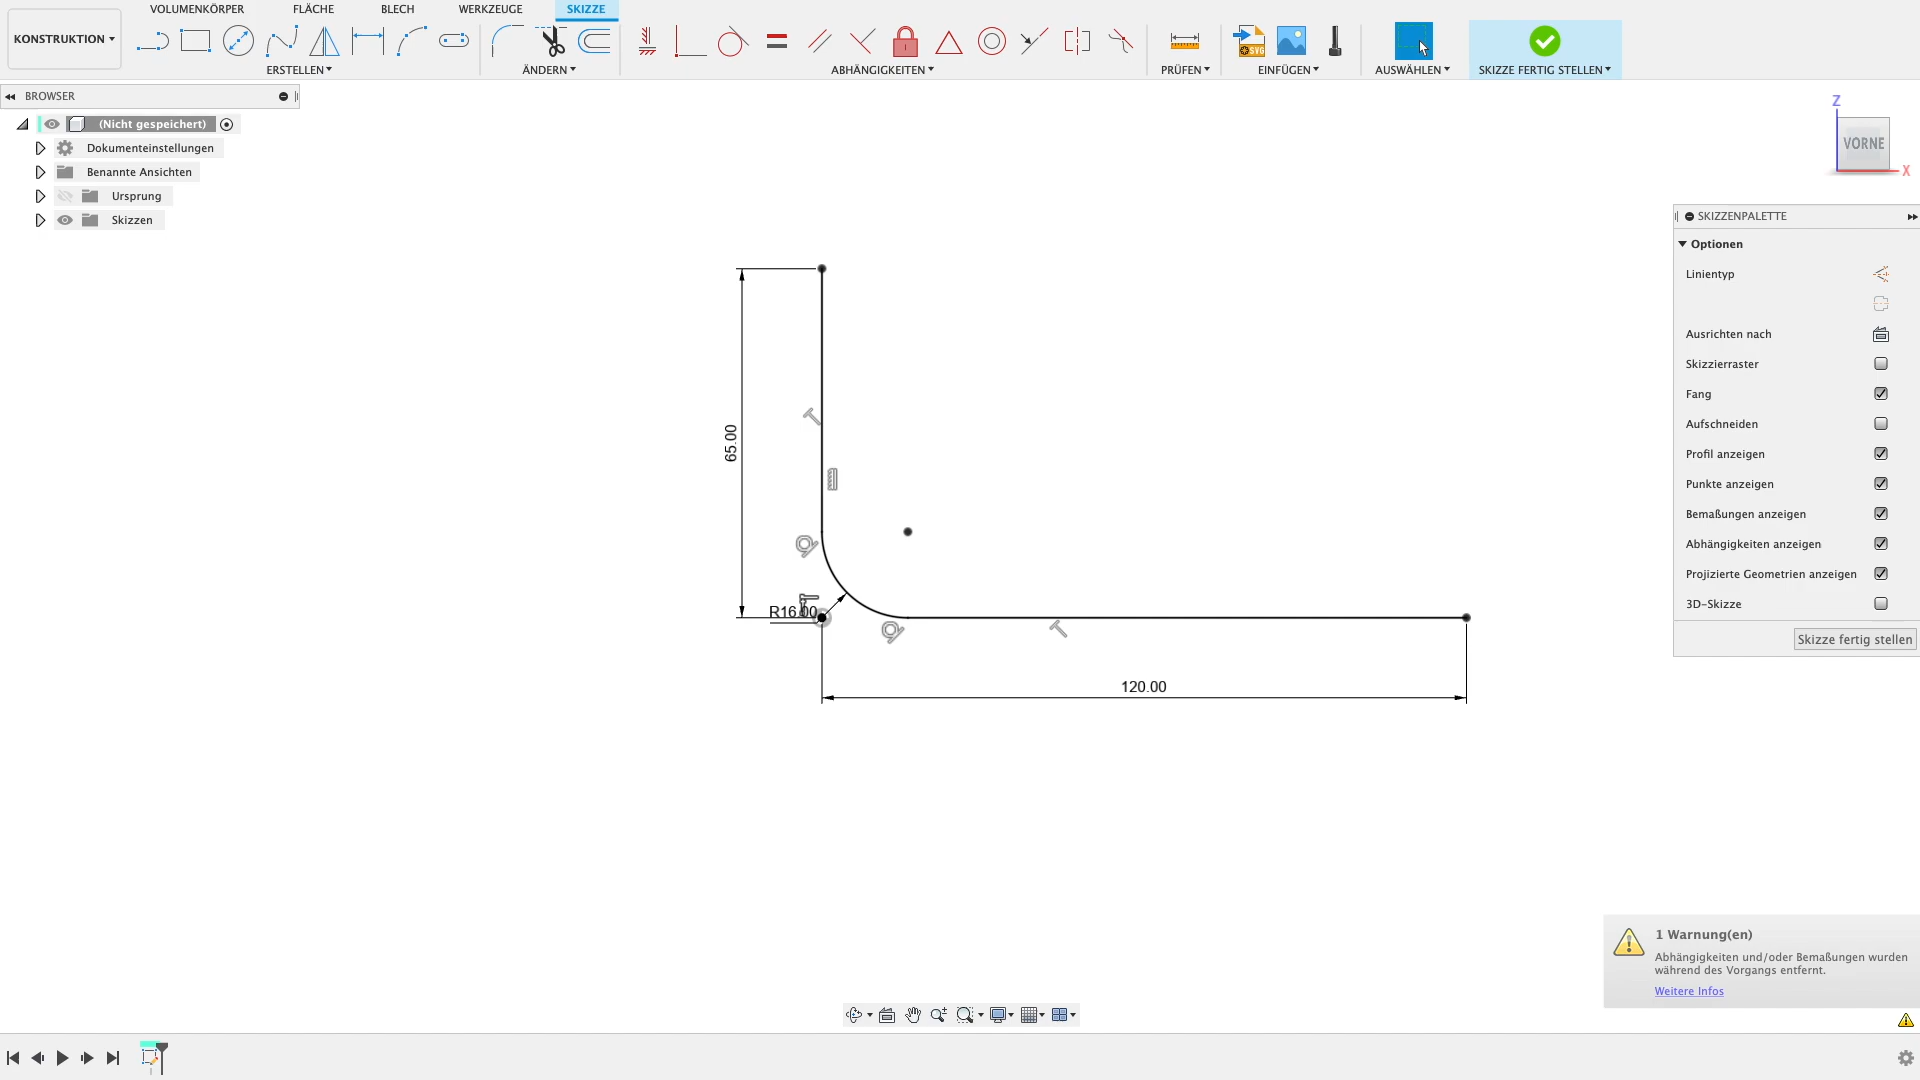 VOLUMENKÖRPER FLÄCHE BLECH WERKZEUGE SKIZZE
KONSTRUKTION
ERSTELLEN ÄNDERN ABHÄNGIGKEITEN PRÜFEN EINFÜGEN AUSWÄHLEN SKIZZE FERTIG STELLEN
SVG
BROWSER
(Nicht gespeichert)
Dokumenteinstellungen
Benannte Ansichten
Ursprung
Skizzen
Z
VORNE
X
SKIZZENPALETTE
Optionen
Linientyp
Ausrichten nach
Skizzierraster
Fang
Aufschneiden
Profil anzeigen
Punkte anzeigen
Bemaßungen anzeigen
Abhängigkeiten anzeigen
Projizierte Geometrien anzeigen
3D-Skizze
Skizze fertig stellen
65.00
R16.00
120.00
1 Warnung(en)
Abhängigkeiten und/oder Bemaßungen wurden
während des Vorgangs entfernt.
Weitere Infos